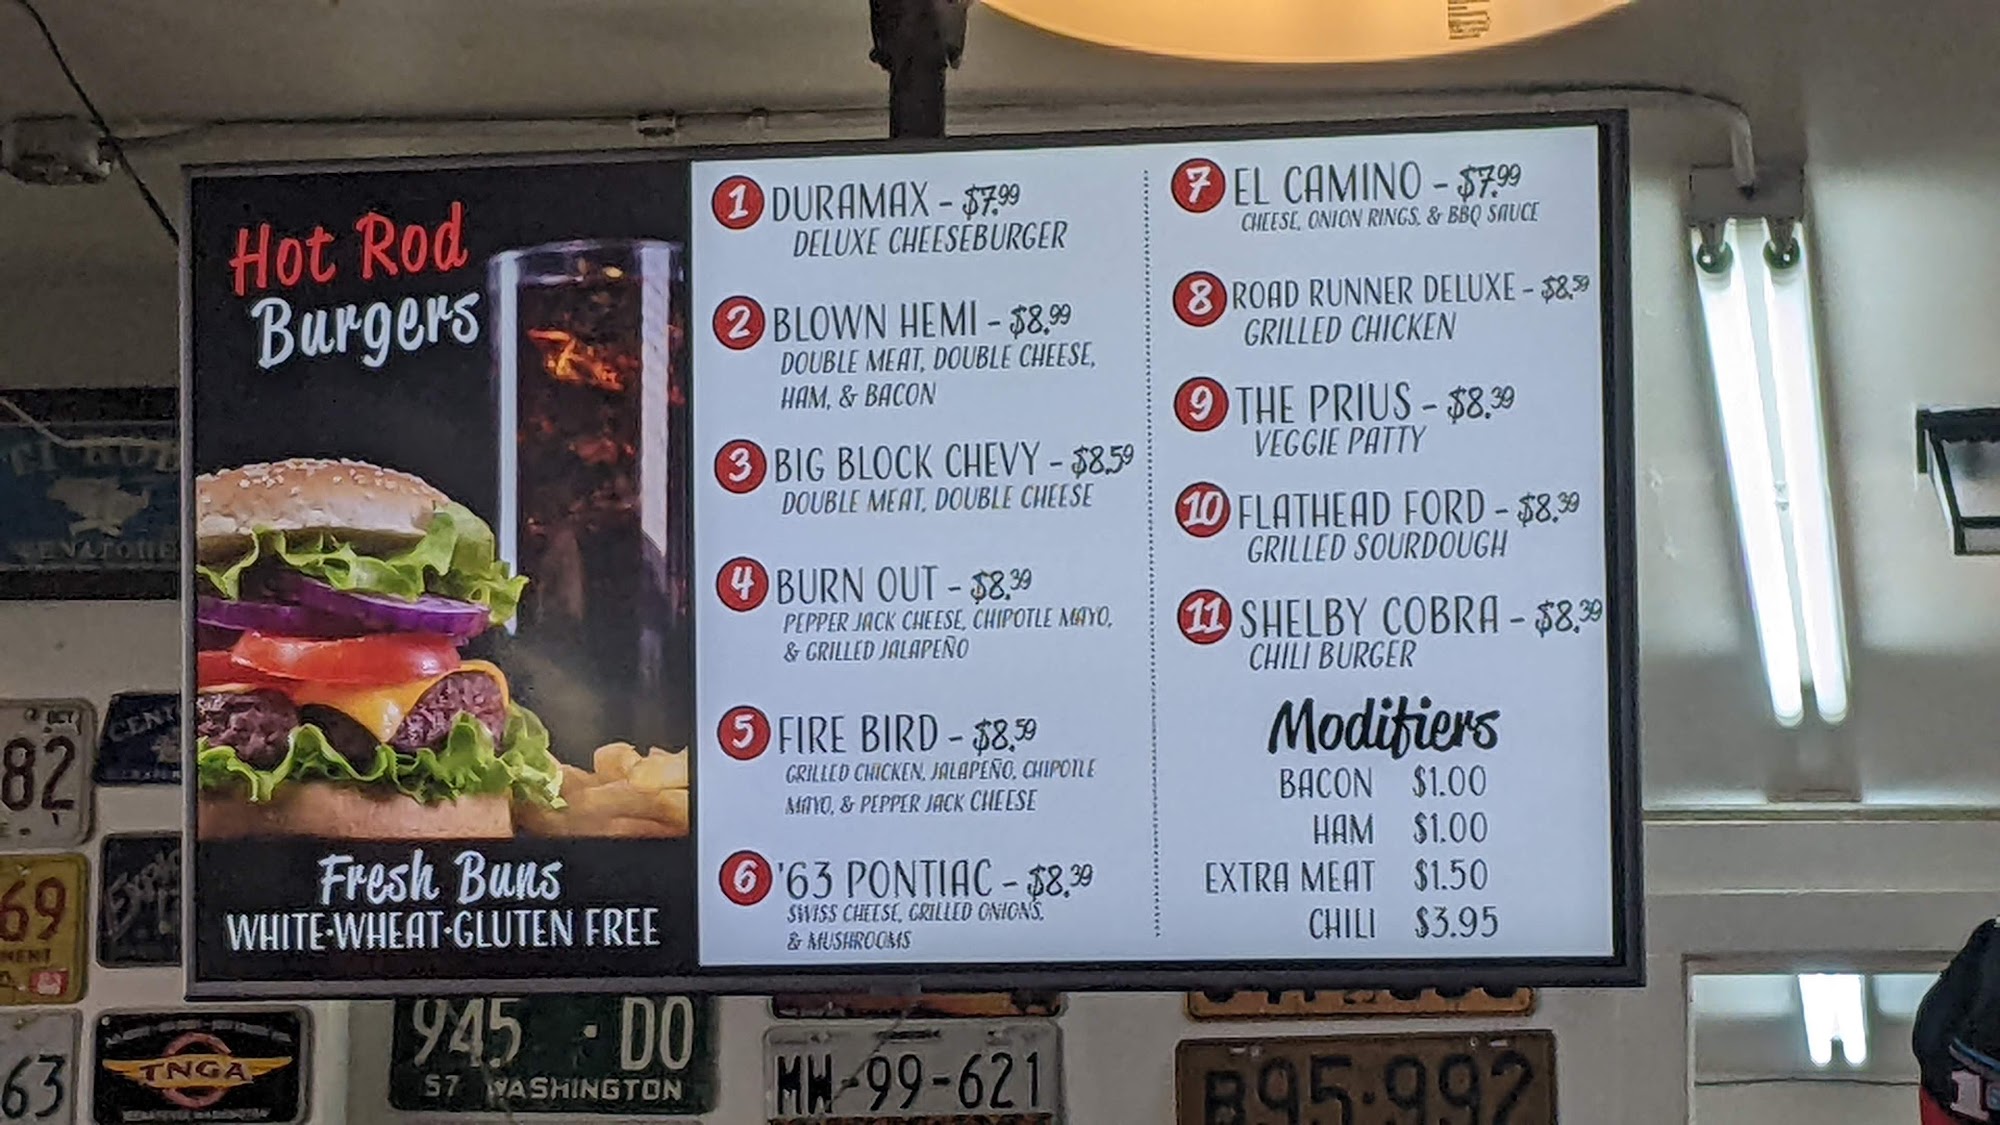 Hot Rod
Burgers
Fresh Buns
WHITE·WHEAT·GLUTEN FREE
1 DURAMAX - $7.99
DELUXE CHEESEBURGER
2 BLOWN HEMI - $8.99
DOUBLE MEAT, DOUBLE CHEESE,
HAM, & BACON
3 BIG BLOCK CHEVY - $8.59
DOUBLE MEAT, DOUBLE CHEESE
4 BURN OUT - $8.39
PEPPER JACK CHEESE, CHIPOTLE MAYO,
& GRILLED JALAPEÑO
5 FIRE BIRD - $8.59
GRILLED CHICKEN, JALAPEÑO, CHIPOTLE
MAYO, & PEPPER JACK CHEESE
6 '63 PONTIAC - $8.39
SWISS CHEESE, GRILLED ONIONS,
& MUSHROOMS
7 EL CAMINO - $7.99
CHEESE, ONION RINGS, & BBQ SAUCE
8 ROAD RUNNER DELUXE - $8.59
GRILLED CHICKEN
9 THE PRIUS - $8.39
VEGGIE PATTY
10 FLATHEAD FORD - $8.39
GRILLED SOURDOUGH
11 SHELBY COBRA - $8.39
CHILI BURGER
Modifiers
BACON $1.00
HAM $1.00
EXTRA MEAT $1.50
CHILI $3.95
OCT
82
69
63
TNGA
945 · DO
57 WASHINGTON
MW-99-621
B95·992